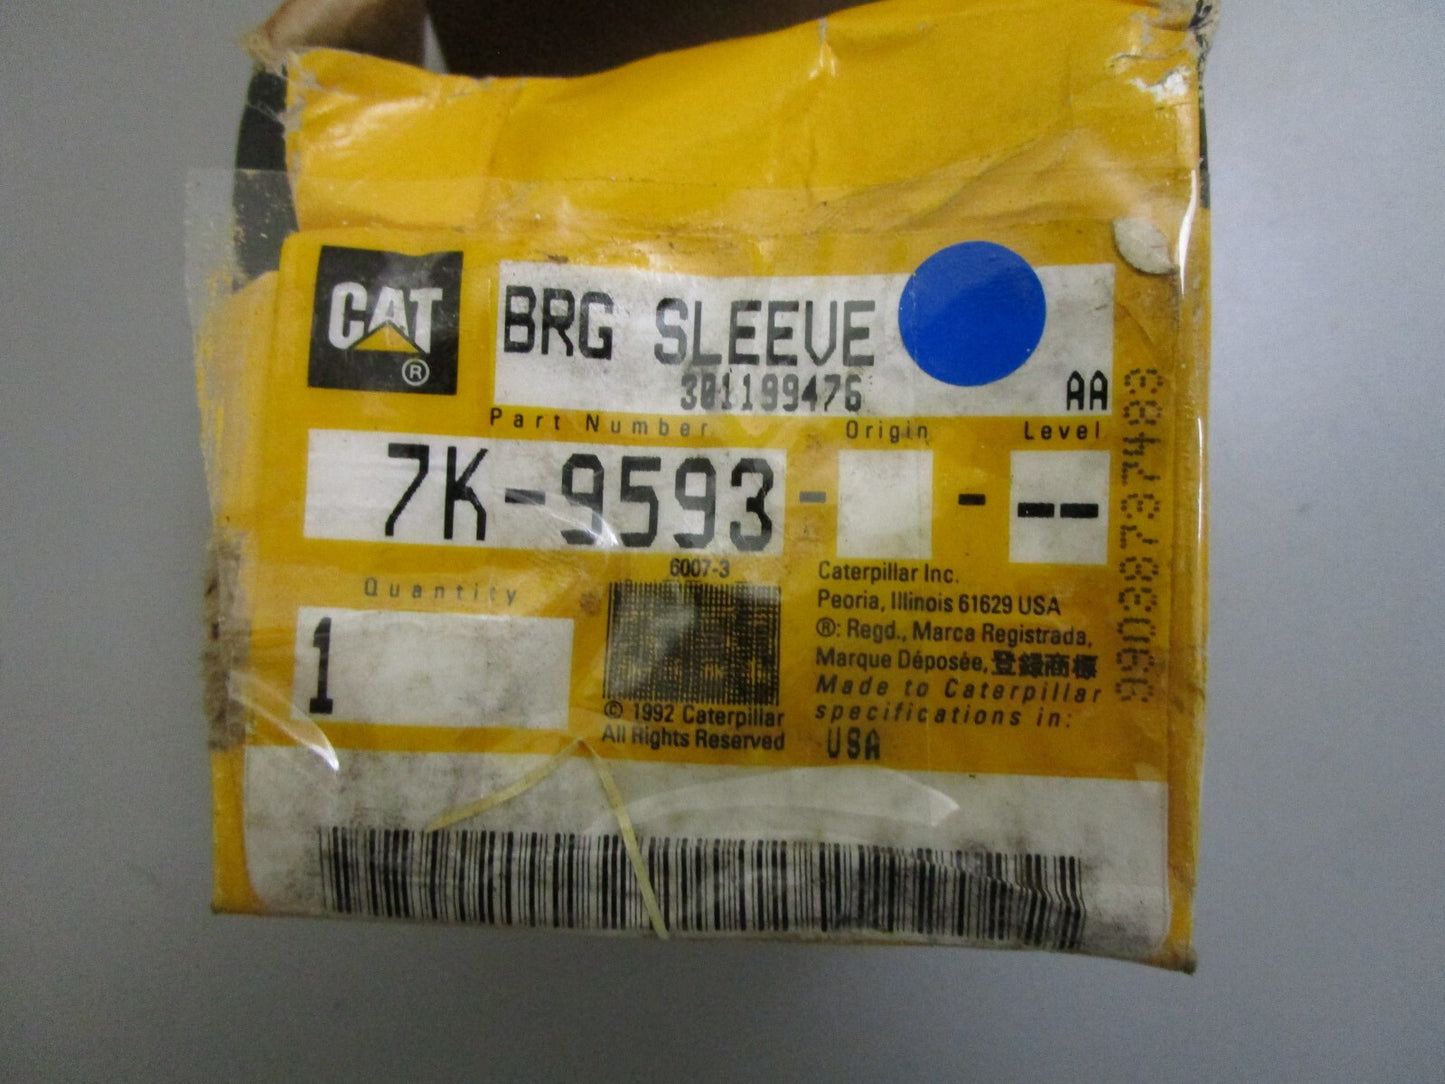 CAT
®
BRG SLEEVE
301199476
AA
Part Number
Origin
Level
7K-9593 - - --
Quantity
1
6007-3
© 1992 Caterpillar
All Rights Reserved
Caterpillar Inc.
Peoria, Illinois 61629 USA
®: Regd., Marca Registrada,
Marque Déposée, 登録商標
Made to Caterpillar
specifications in:
USA